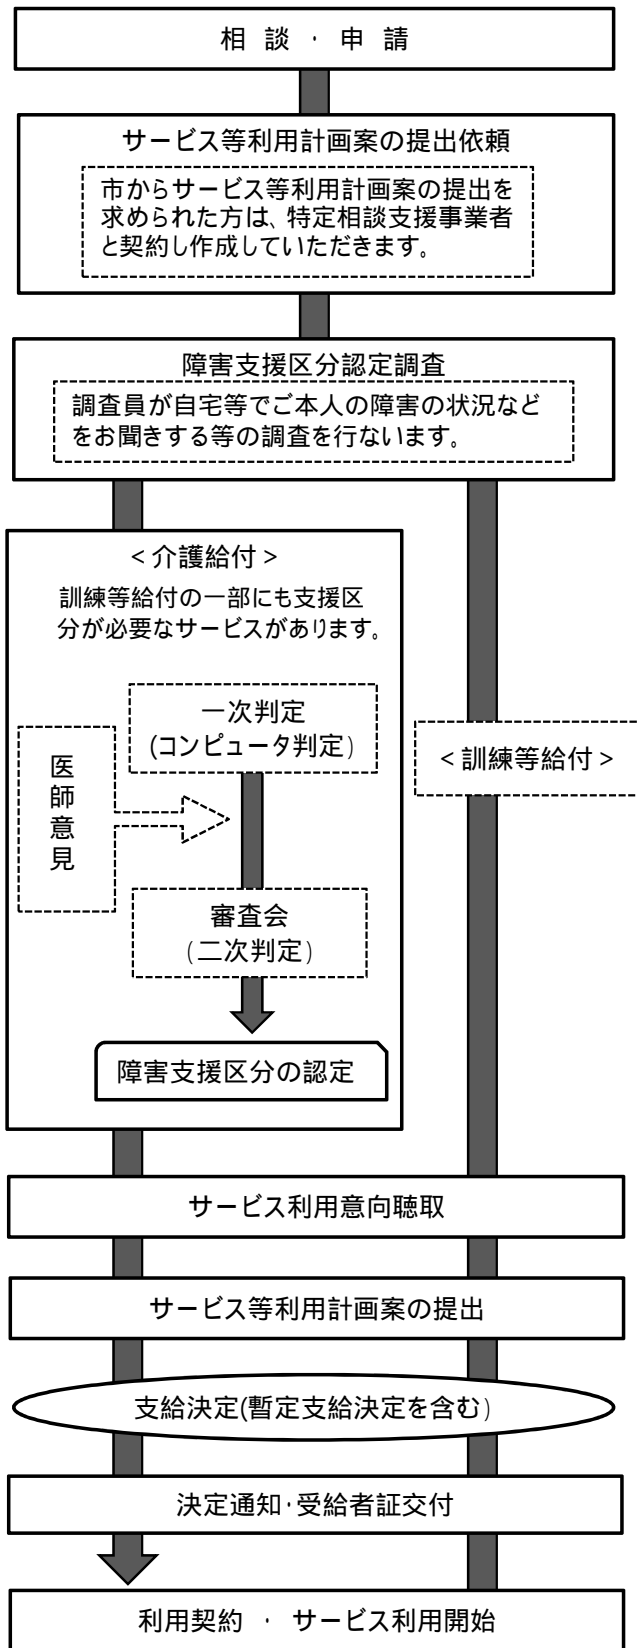 相 談 ・ 申 請
サービス等利用計画案の提出依頼
市からサービス等利用計画案の提出を
求められた方は、特定相談支援事業者
と契約し作成していただきます。
障害支援区分認定調査
調査員が自宅等でご本人の障害の状況など
をお聞きする等の調査を行ないます。
<介護給付>
訓練等給付の一部にも支援区
分が必要なサービスがあります。
一次判定
(コンピュータ判定)
医師意見
<訓練等給付>
審査会
(二次判定)
障害支援区分の認定
サービス利用意向聴取
サービス等利用計画案の提出
支給決定(暫定支給決定を含む)
決定通知・受給者証交付
利用契約 ・ サービス利用開始